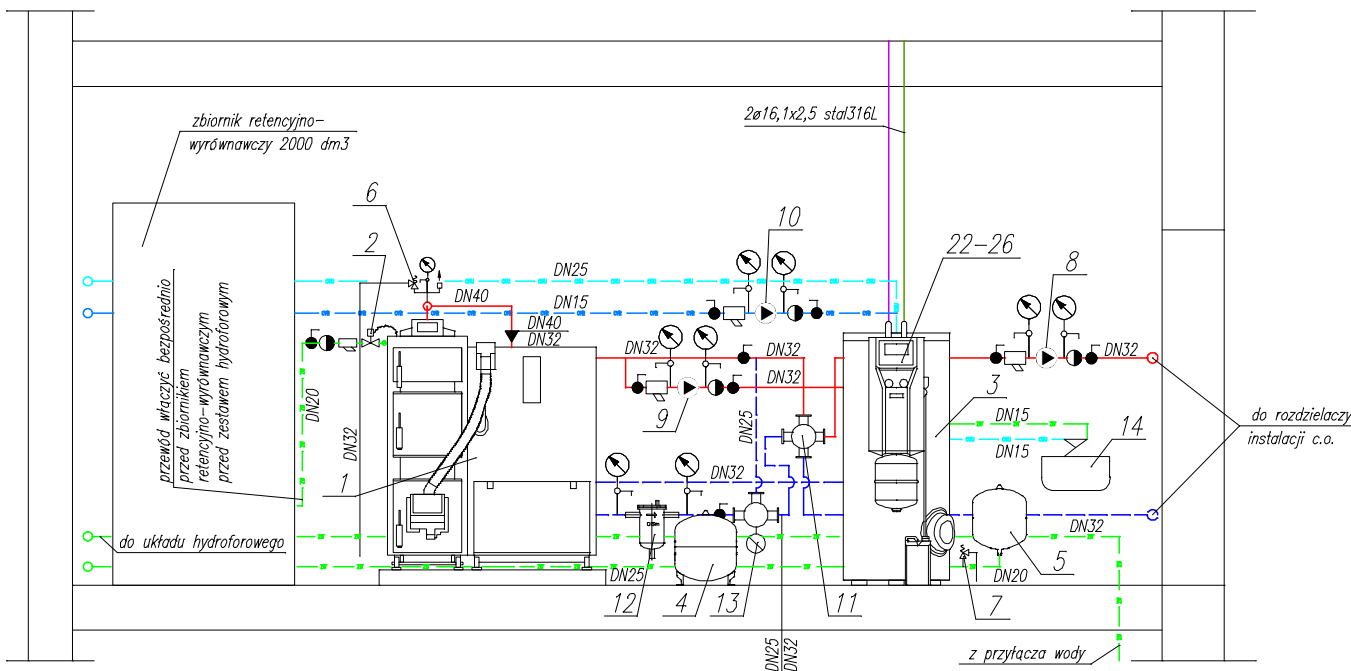 zbiornik retencyjno-
wyrównawczy 2000 dm3
2ø16,1x2,5 stal316L
6
2
10
22-26
8
DN25
DN40
DN15
DN40
DN32
DN32
DN32
DN32
DN32
9
DN20
DN32
DN25
3
DN15
DN15
14
do rozdzielaczy
instalacji c.o.
przewód włączyć bezpośrednio
przed zbiornikiem
retencyjno-wyrównawczym
przed zestawem hydroforowym
1
DN32
DN32
do układu hydroforowego
DN25
12
4
13
11
7
DN20
5
DN25
DN32
z przyłącza wody